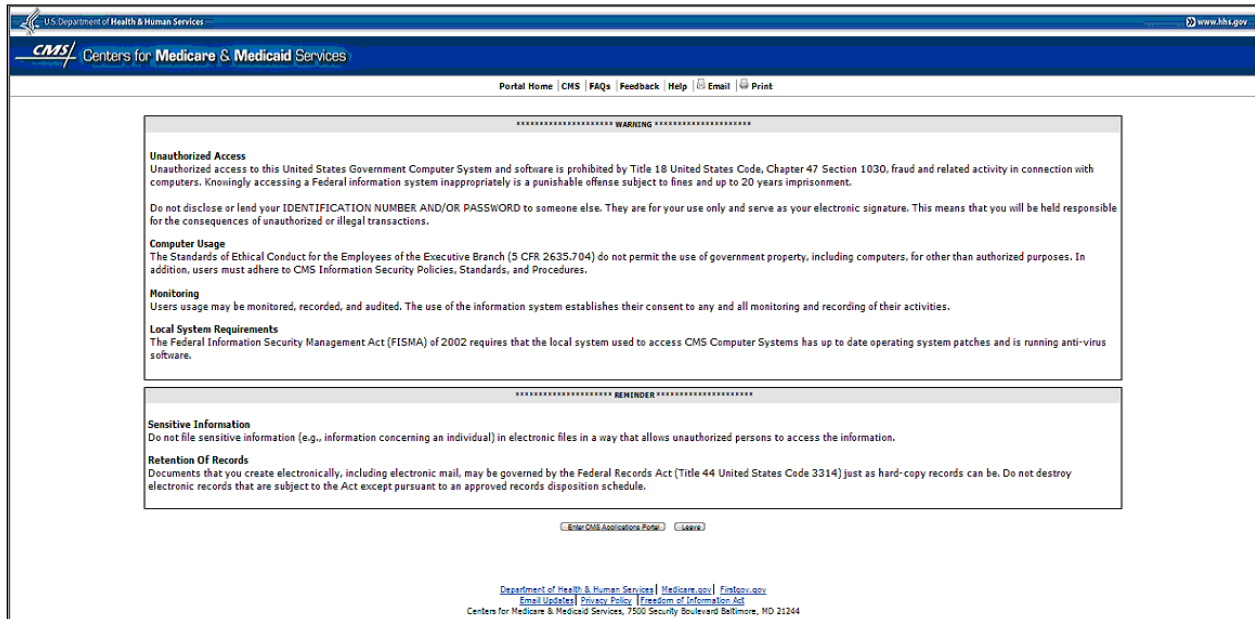 U.S. Department of Health & Human Services
www.hhs.gov
CMS Centers for Medicare & Medicaid Services
Portal Home | CMS | FAQs | Feedback | Help | Email | Print
********************* WARNING *********************
Unauthorized Access
Unauthorized access to this United States Government Computer System and software is prohibited by Title 18 United States Code, Chapter 47 Section 1030, fraud and related activity in connection with
computers. Knowingly accessing a Federal information system inappropriately is a punishable offense subject to fines and up to 20 years imprisonment.
Do not disclose or lend your IDENTIFICATION NUMBER AND/OR PASSWORD to someone else. They are for your use only and serve as your electronic signature. This means that you will be held responsible
for the consequences of unauthorized or illegal transactions.
Computer Usage
The Standards of Ethical Conduct for the Employees of the Executive Branch (5 CFR 2635.704) do not permit the use of government property, including computers, for other than authorized purposes. In
addition, users must adhere to CMS Information Security Policies, Standards, and Procedures.
Monitoring
Users usage may be monitored, recorded, and audited. The use of the information system establishes their consent to any and all monitoring and recording of their activities.
Local System Requirements
The Federal Information Security Management Act (FISMA) of 2002 requires that the local system used to access CMS Computer Systems has up to date operating system patches and is running anti-virus
software.
********************* REMINDER *********************
Sensitive Information
Do not file sensitive information (e.g., information concerning an individual) in electronic files in a way that allows unauthorized persons to access the information.
Retention Of Records
Documents that you create electronically, including electronic mail, may be governed by the Federal Records Act (Title 44 United States Code 3314) just as hard-copy records can be. Do not destroy
electronic records that are subject to the Act except pursuant to an approved records disposition schedule.
Enter CMS Applications Portal Leave
Department of Health & Human Services | Medicare.gov | Firstgov.gov
Email Updates | Privacy Policy | Freedom of Information Act
Centers for Medicare & Medicaid Services, 7500 Security Boulevard Baltimore, MD 21244